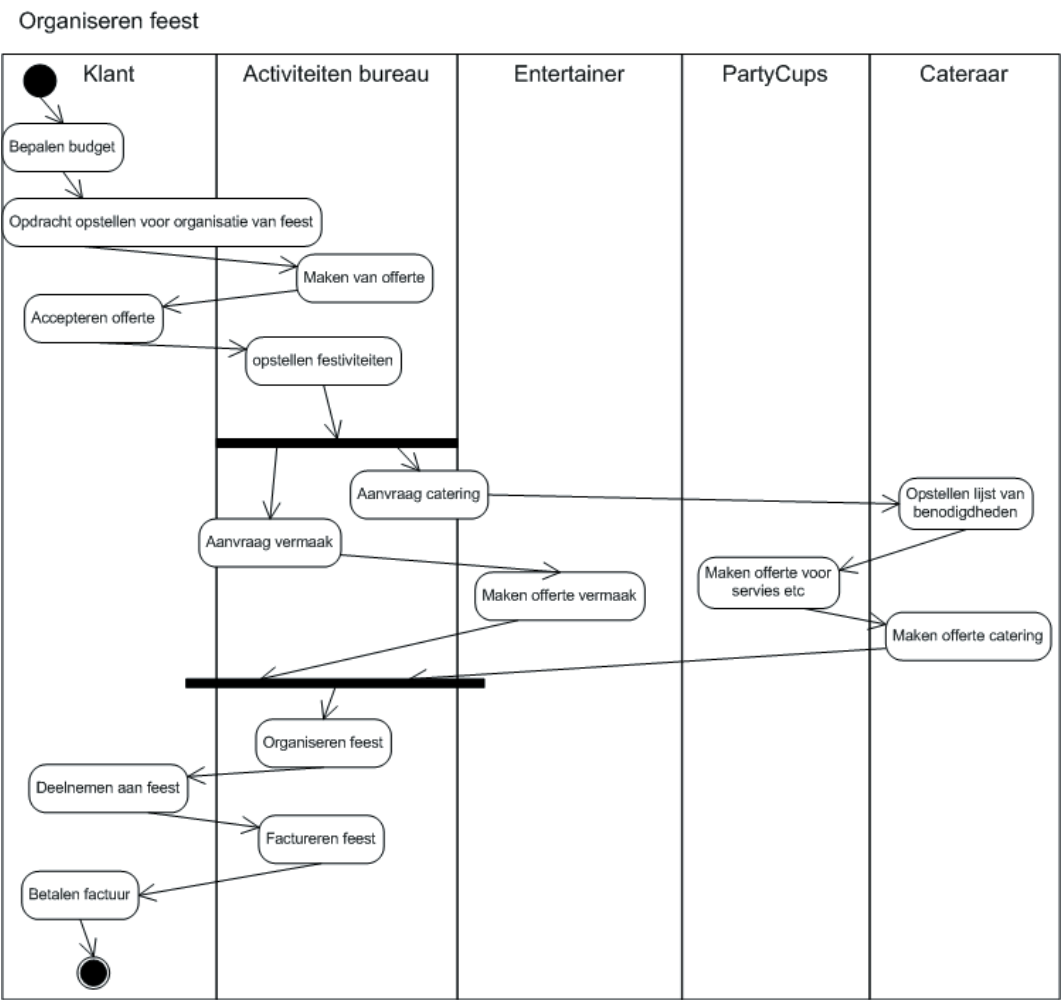 Organiseren feest
Klant
Activiteiten bureau
Entertainer
PartyCups
Cateraar
Bepalen budget
Opdracht opstellen voor organisatie van feest
Maken van offerte
Accepteren offerte
opstellen festiviteiten
Aanvraag catering
Opstellen lijst van
benodigdheden
Aanvraag vermaak
Maken offerte voor
servies etc
Maken offerte vermaak
Maken offerte catering
Organiseren feest
Deelnemen aan feest
Factureren feest
Betalen factuur